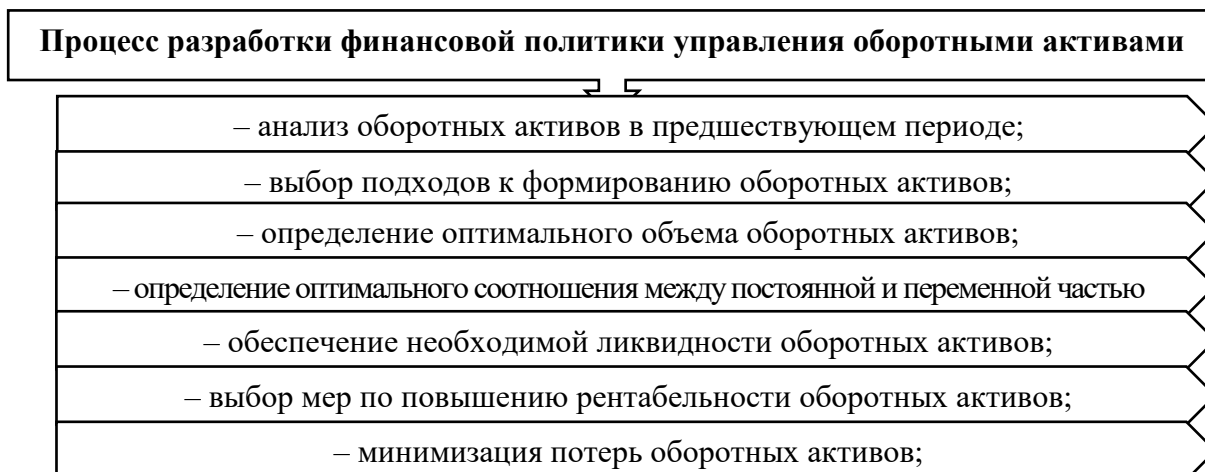 Процесс разработки финансовой политики управления оборотными активами
– анализ оборотных активов в предшествующем периоде;
– выбор подходов к формированию оборотных активов;
– определение оптимального объема оборотных активов;
– определение оптимального соотношения между постоянной и переменной частью
– обеспечение необходимой ликвидности оборотных активов;
– выбор мер по повышению рентабельности оборотных активов;
– минимизация потерь оборотных активов;